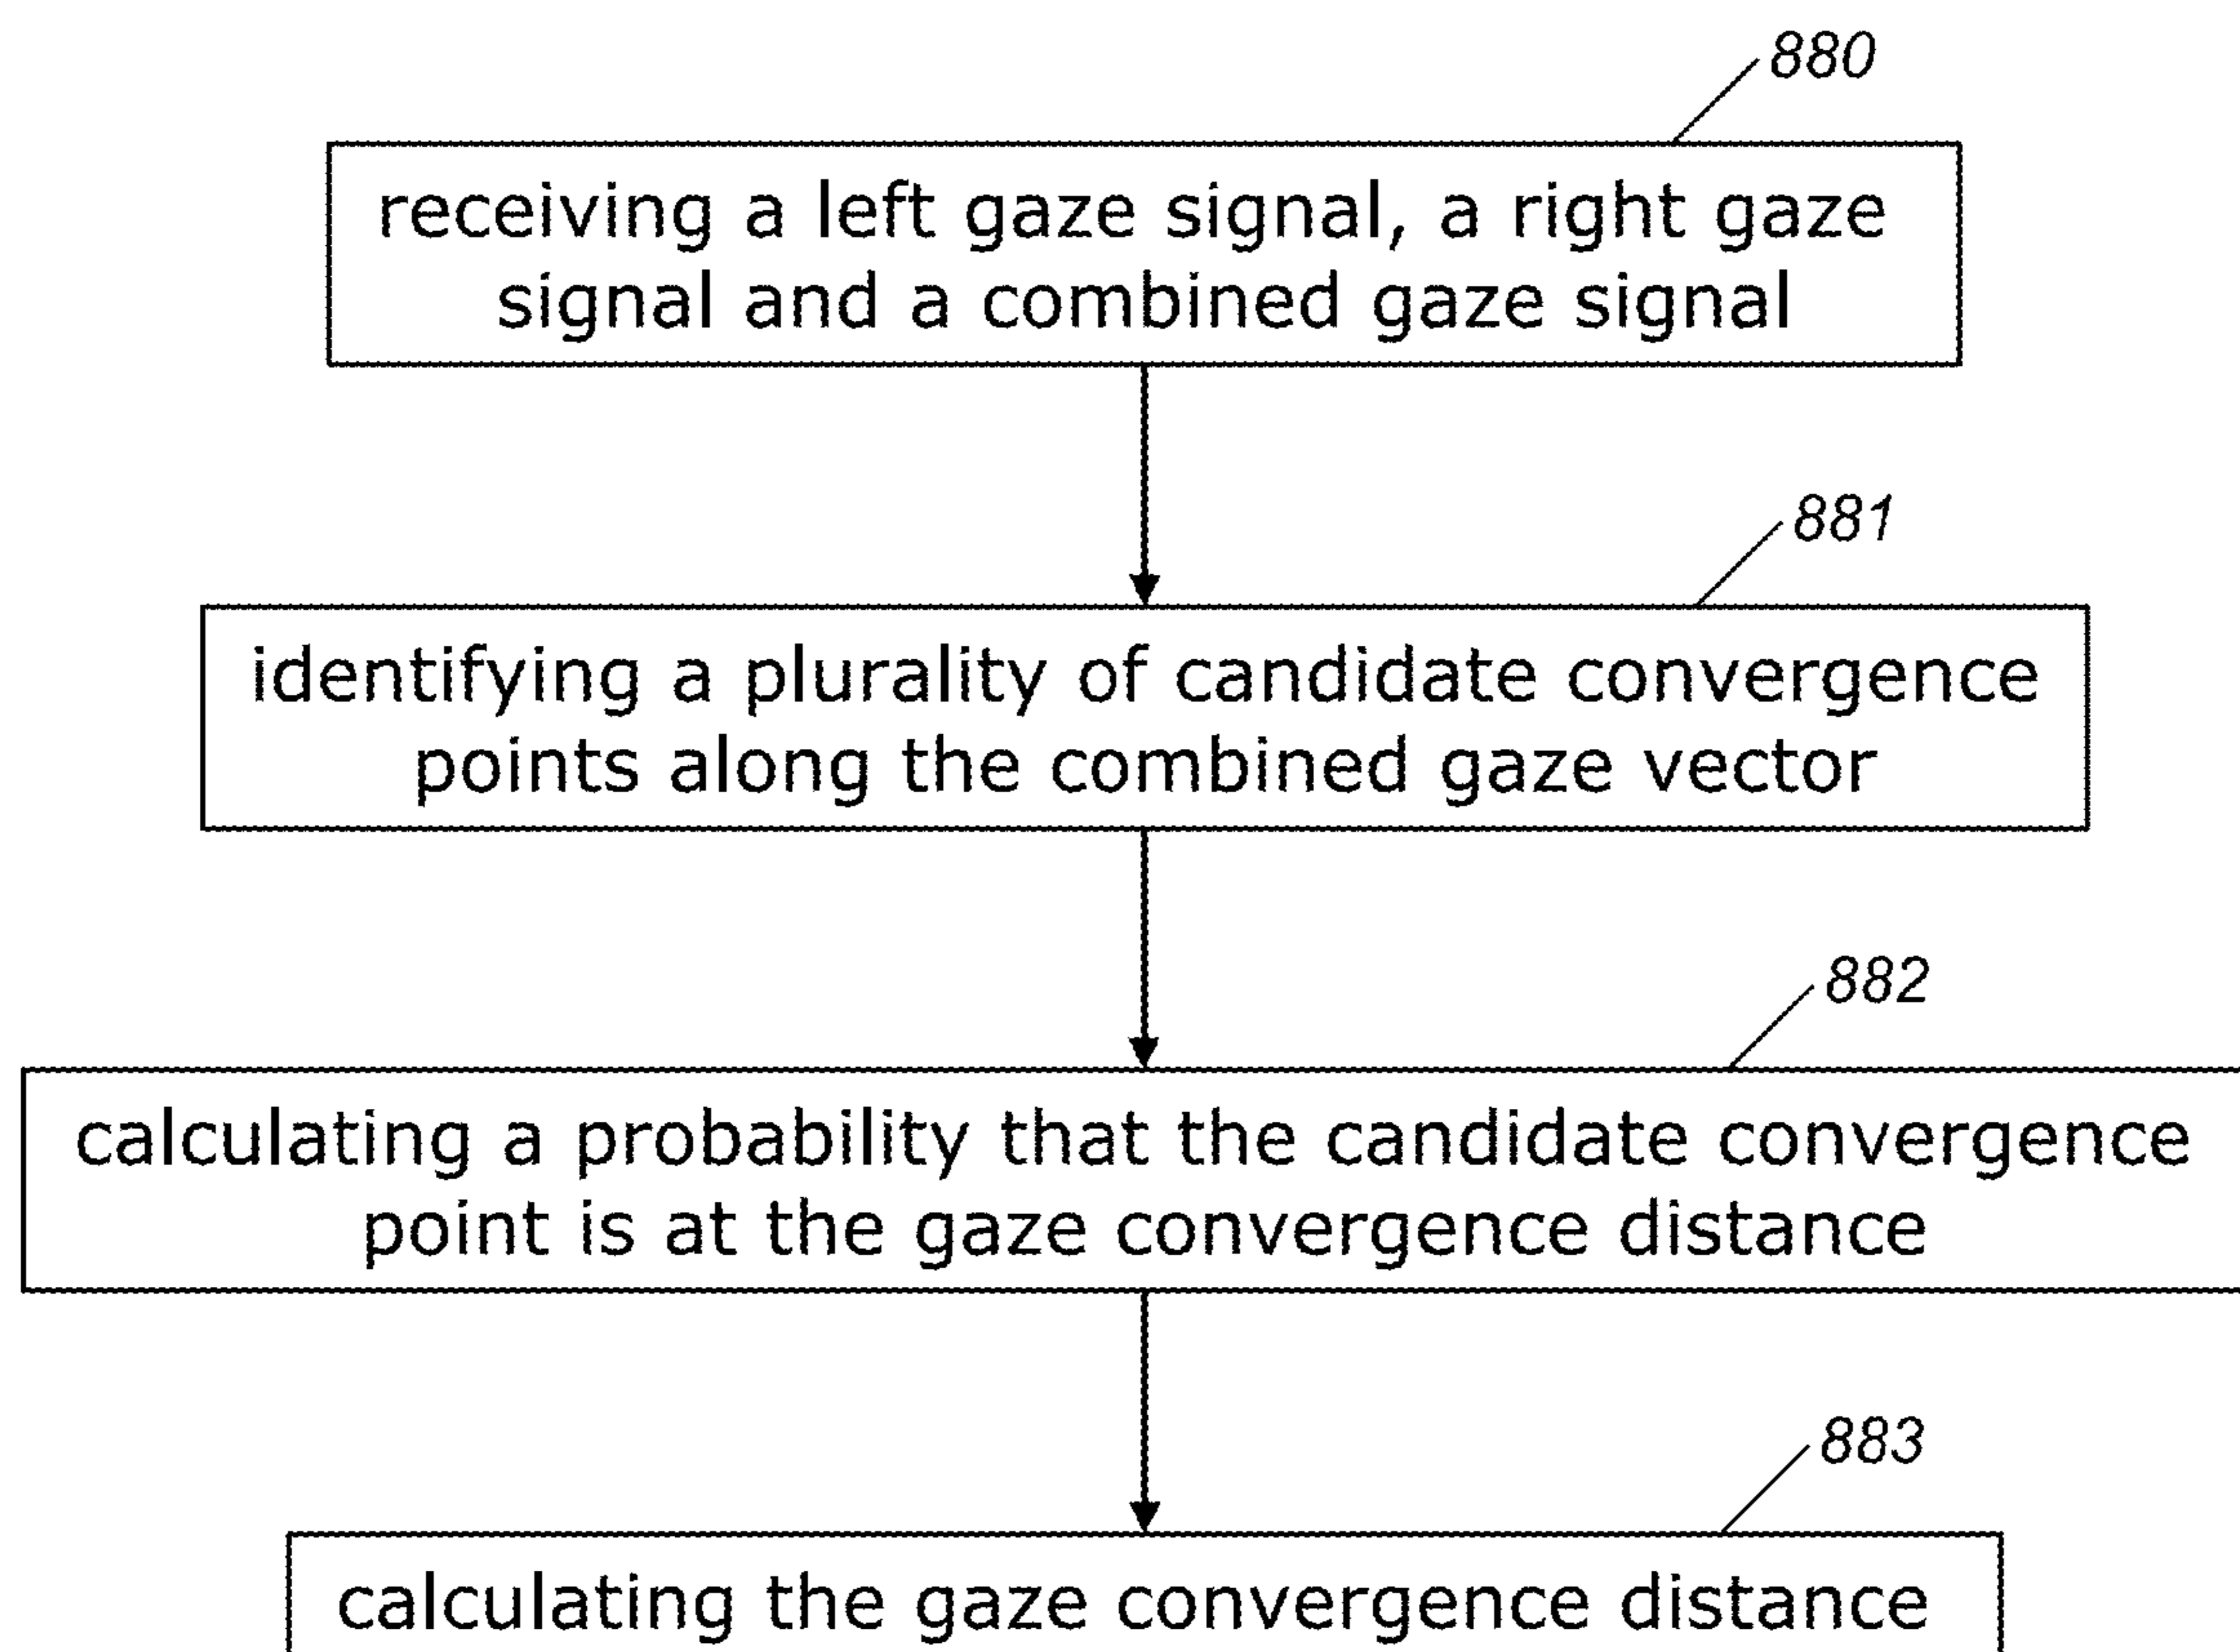 880
receiving a left gaze signal, a right gaze
signal and a combined gaze signal
881
identifying a plurality of candidate convergence
points along the combined gaze vector
882
calculating a probability that the candidate convergence
point is at the gaze convergence distance
883
calculating the gaze convergence distance